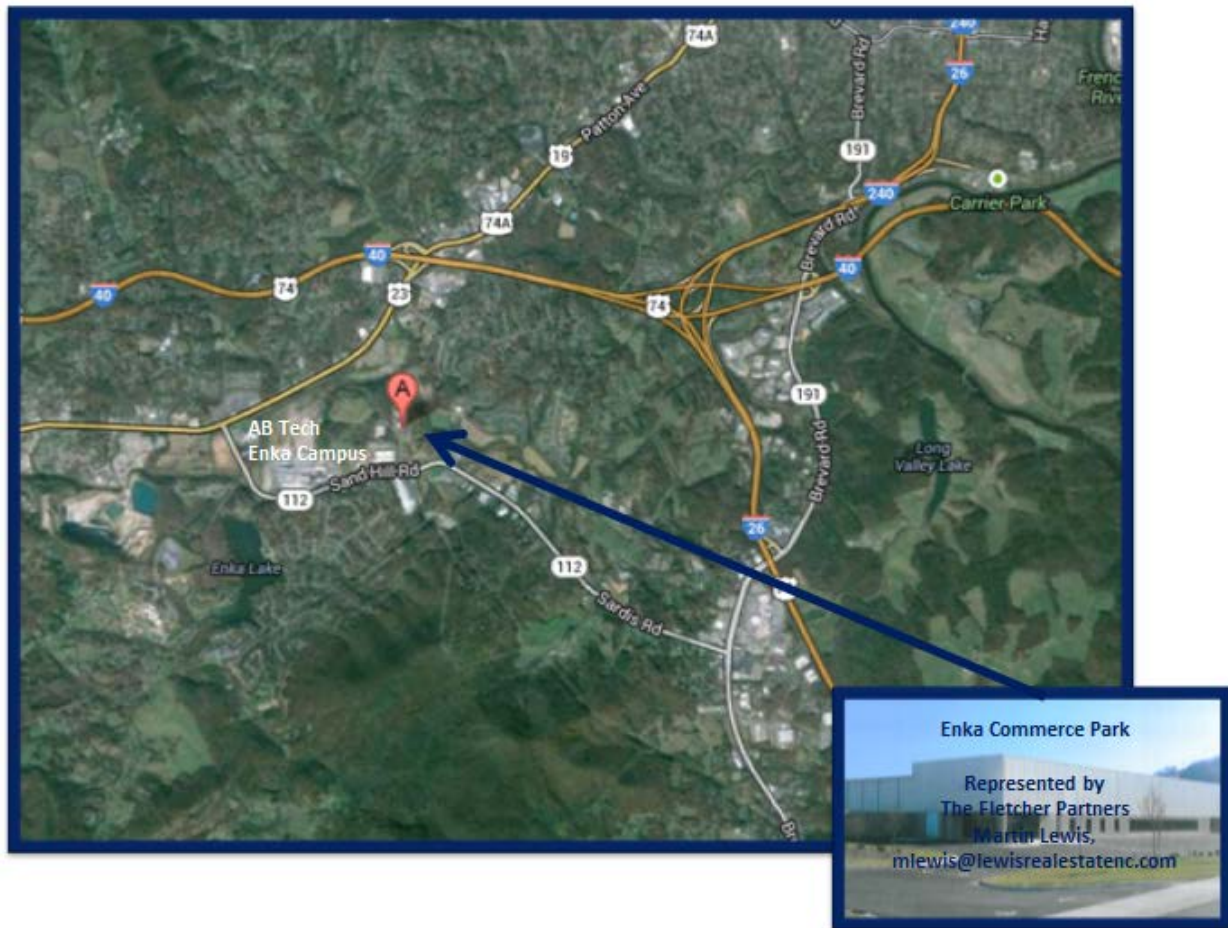 240
74A
26
Brevard Rd
Patton Ave
19
191
240
Carrier Park
74A
Brevard Rd
40
40
74
40
23
74
A
191
AB Tech
Enka Campus
Long
Valley Lake
Brevard Rd
Sand Hill Rd
112
26
Enka Lake
112
Sardis Rd
Enka Commerce Park
Represented by
The Fletcher Partners
Martin Lewis,
mlewis@lewisrealestatenc.com